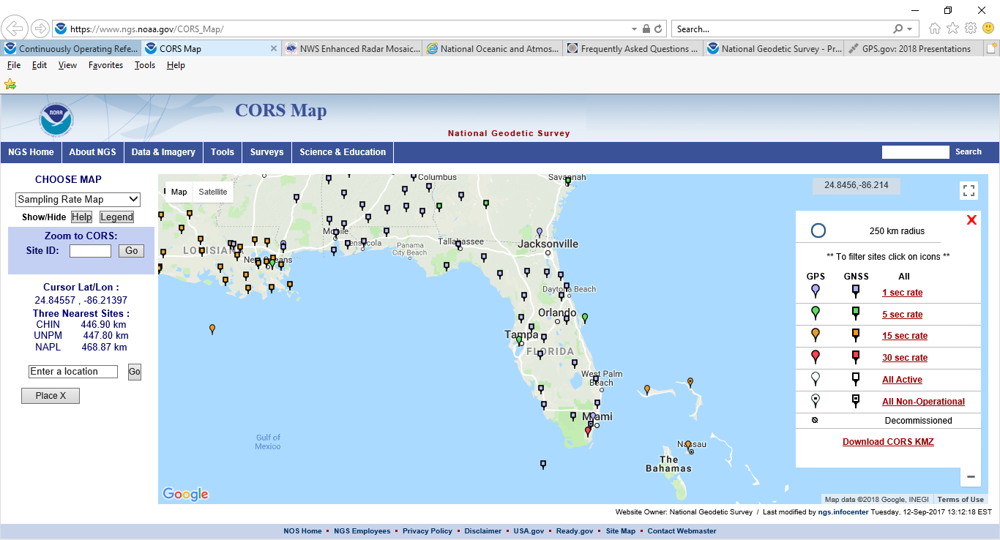 https://www.ngs.noaa.gov/CORS_Map/
Search...
Continuously Operating Refe...
CORS Map
NWS Enhanced Radar Mosaic...
National Oceanic and Atmos...
Frequently Asked Questions ...
National Geodetic Survey - Pr...
GPS.gov: 2018 Presentations
File Edit View Favorites Tools Help
NOAA
CORS Map
National Geodetic Survey
NGS Home
About NGS
Data & Imagery
Tools
Surveys
Science & Education
Search
CHOOSE MAP
Sampling Rate Map
Show/Hide Help Legend
Zoom to CORS:
Site ID: Go
Cursor Lat/Lon :
24.84557 , -86.21397
Three Nearest Sites :
CHIN 446.90 km
UNPM 447.80 km
NAPL 468.87 km
Enter a location Go
Place X
Map Satellite
Columbus
Savannah
24.8456,-86.214
Mobile
Pensacola
Panama
City Beach
Tallahassee
Jacksonville
LOUISIANA
New Orleans
Daytona Beach
Orlando
Tampa
FLORIDA
West Palm
Beach
Miami
Gulf of
Mexico
Nassau
The
Bahamas
X
250 km radius
** To filter sites click on icons **
GPS GNSS All
1 sec rate
5 sec rate
15 sec rate
30 sec rate
All Active
All Non-Operational
Decommissioned
Download CORS KMZ
Google
Map data ©2018 Google, INEGI
Terms of Use
Website Owner: National Geodetic Survey / Last modified by ngs.infocenter Tuesday, 12-Sep-2017 13:12:18 EST
NOS Home ▪ NGS Employees ▪ Privacy Policy ▪ Disclaimer ▪ USA.gov ▪ Ready.gov ▪ Site Map ▪ Contact Webmaster